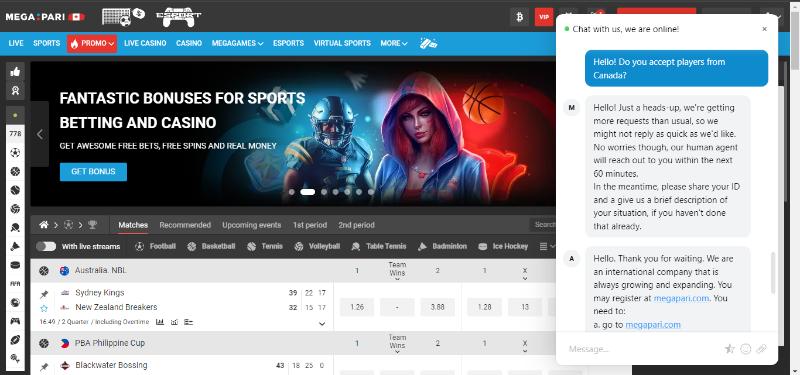 MEGAPARI
ESPORT
VIP
LIVE SPORTS PROMO LIVE CASINO CASINO MEGAGAMES ESPORTS VIRTUAL SPORTS MORE
778
FANTASTIC BONUSES FOR SPORTS
BETTING AND CASINO
GET AWESOME FREE BETS, FREE SPINS AND REAL MONEY
GET BONUS
Matches Recommended Upcoming events 1st period 2nd period Search
With live streams Football Basketball Tennis Volleyball Table Tennis Badminton Ice Hockey
Australia. NBL 1 Team Wins 2 1 X
Sydney Kings 39 22 17
New Zealand Breakers 32 15 17
1.26 - 3.88 1.28 13
16:49 / 2 Quarter / Including Overtime
PBA Philippine Cup 1 Team Wins 2 1 X
Blackwater Bossing 43 18 25 0
FIFA
Chat with us, we are online! ×
Hello! Do you accept players from
Canada?
M
Hello! Just a heads-up, we're getting
more requests than usual, so we
might not reply as quick as we'd like.
No worries though, our human agent
will reach out to you within the next
60 minutes.
In the meantime, please share your ID
and a give us a brief description of
your situation, if you haven't done
that already.
A
Hello. Thank you for waiting. We are
an international company that is
always growing and expanding. You
may register at megapari.com. You
need to:
a. go to megapari.com
Message...